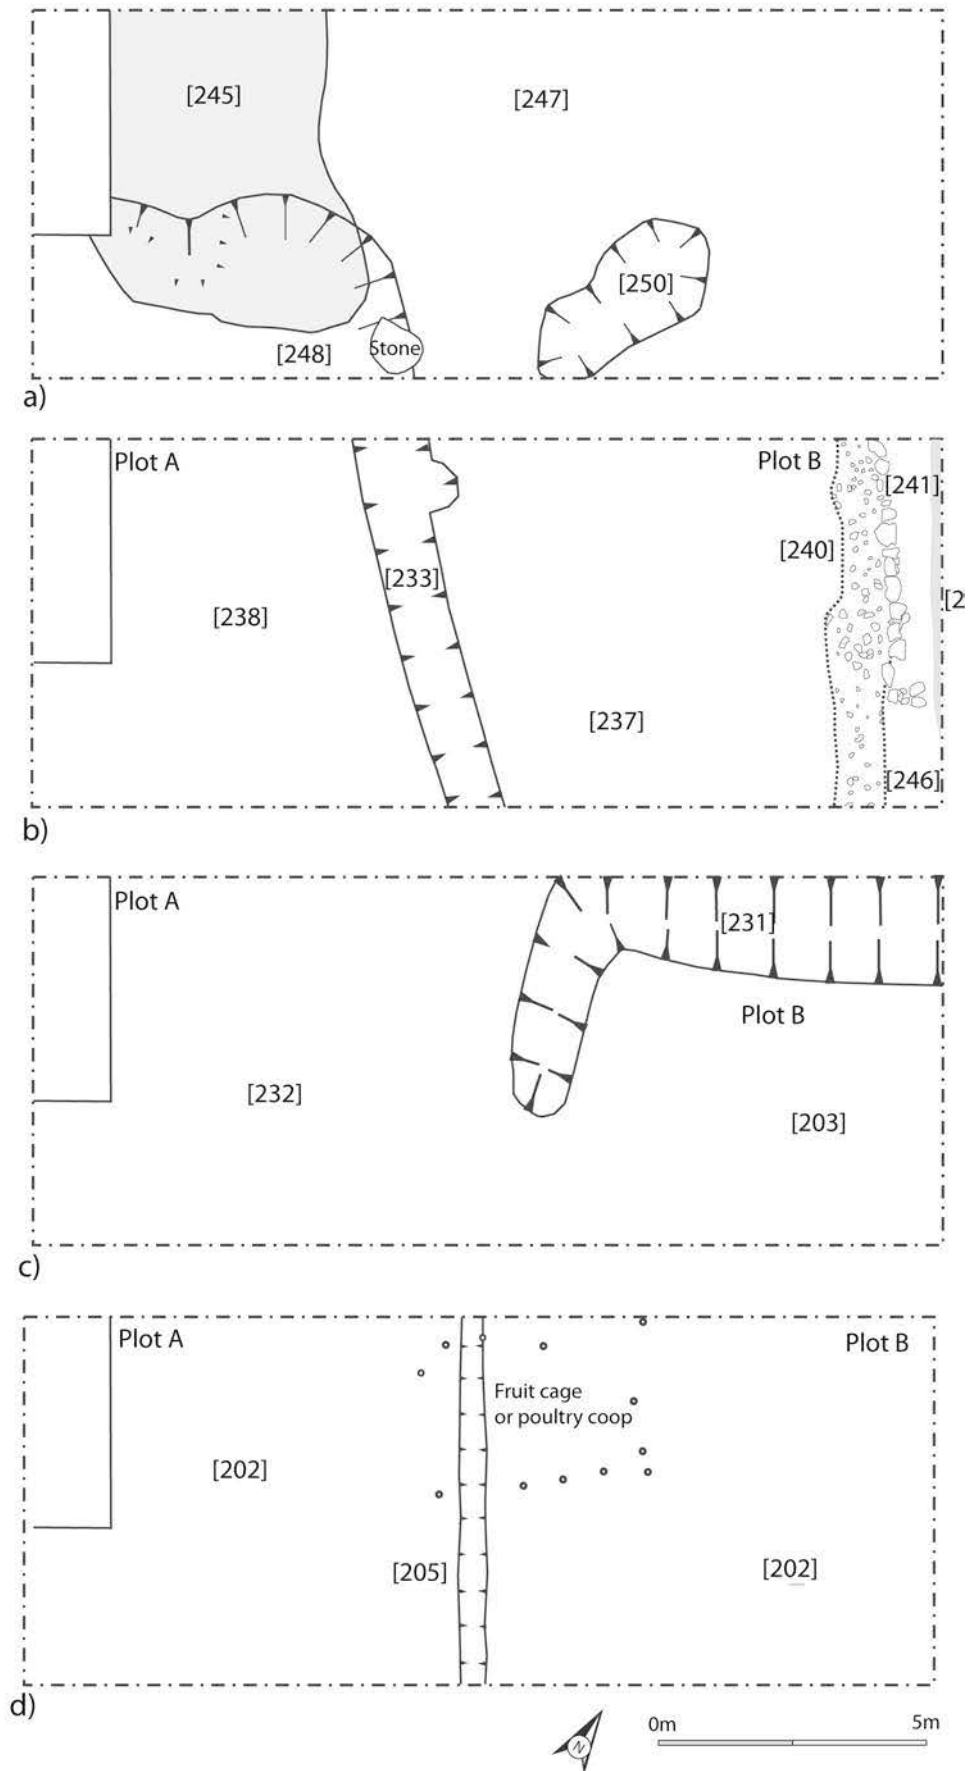 [245]
[247]
[250]
[248]
Stone
a)
Plot A
Plot B
[241]
[240]
[233]
[238]
[2
[237]
[246]
b)
Plot A
[231]
Plot B
[232]
[203]
c)
Plot A
Plot B
Fruit cage
or poultry coop
[202]
[205]
[202]
d)
N
0m
5m